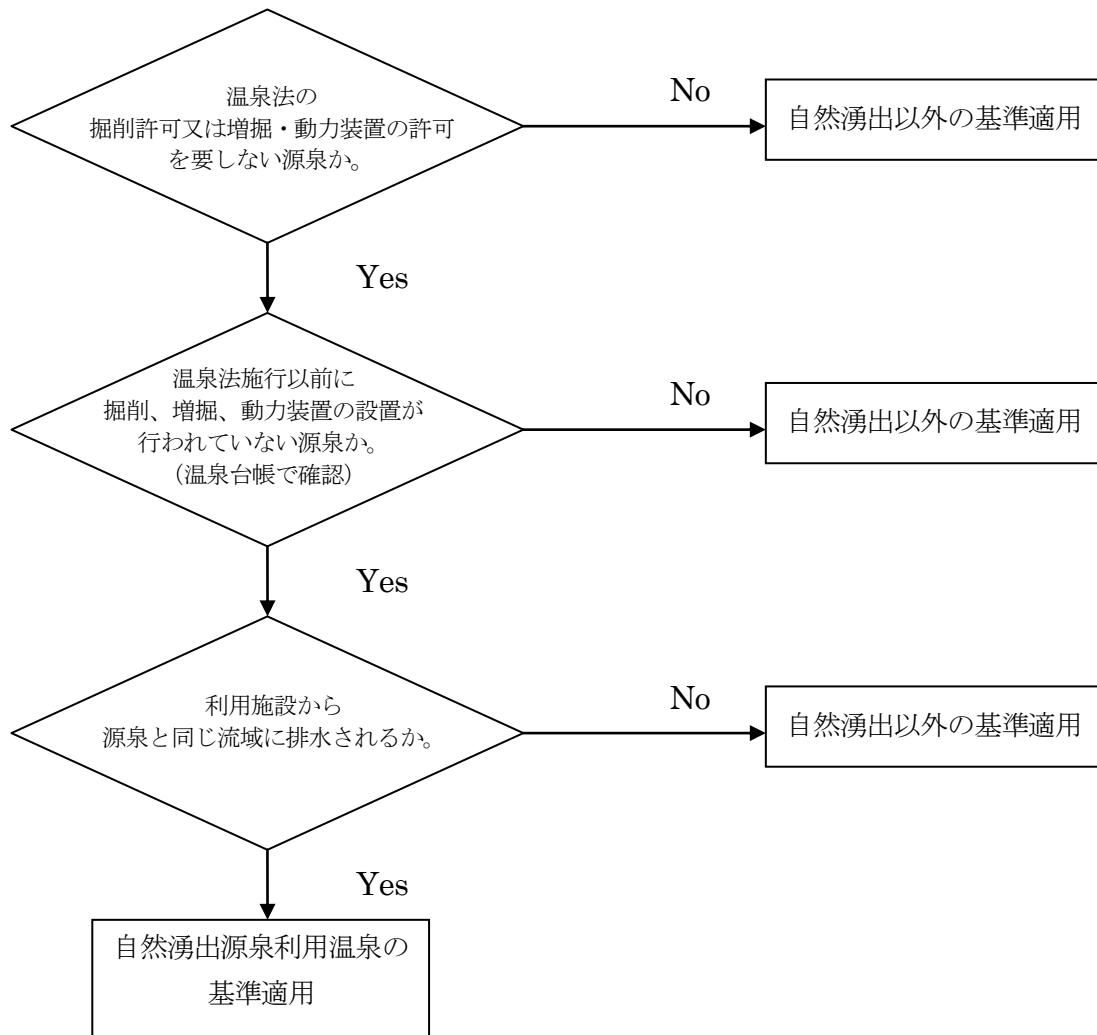 温泉法の
掘削許可又は増掘・動力装置の許可
を要しない源泉か。
No
自然湧出以外の基準適用
Yes
温泉法施行以前に
掘削、増掘、動力装置の設置が
行われていない源泉か。
（温泉台帳で確認）
No
自然湧出以外の基準適用
Yes
利用施設から
源泉と同じ流域に排水されるか。
No
自然湧出以外の基準適用
Yes
自然湧出源泉利用温泉の
基準適用